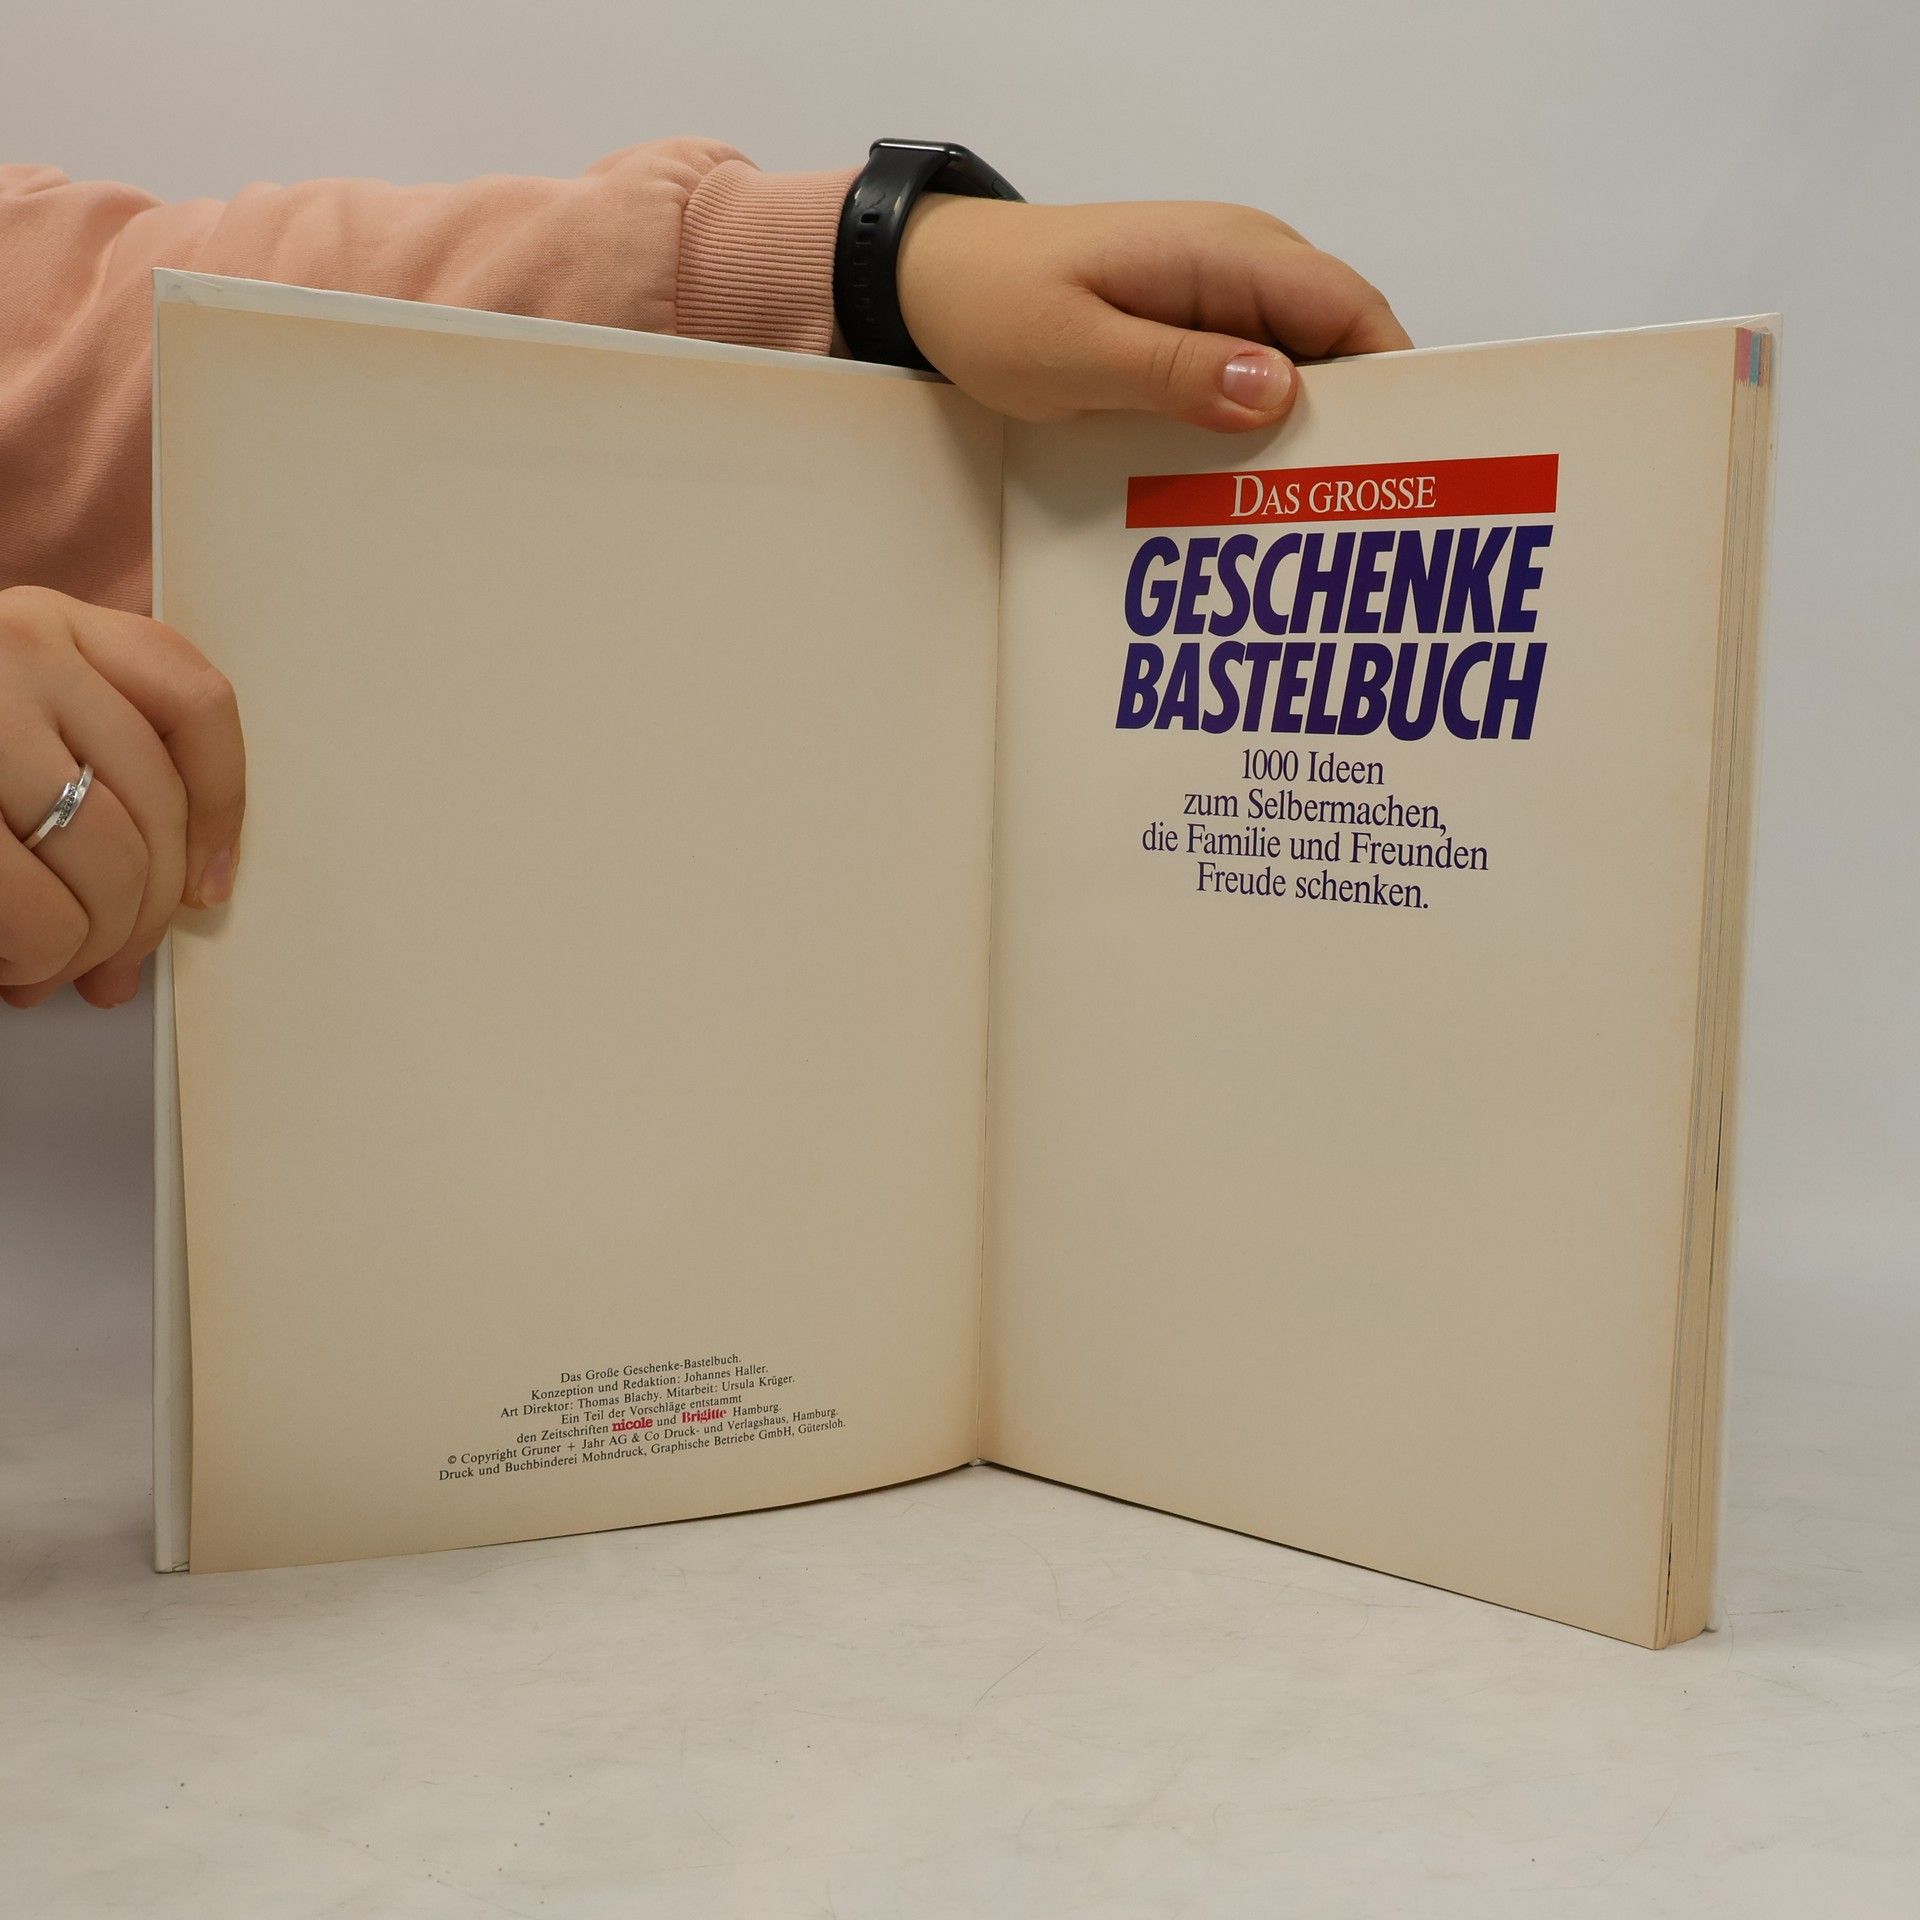 Das Große Geschenke-Bastelbuch.
Konzeption und Redaktion: Johannes Haller.
Art Direktor: Thomas Blachy. Mitarbeit: Ursula Krüger.
Ein Teil der Vorschläge entstammt
den Zeitschriften nicole und Brigitte Hamburg.
© Copyright Gruner + Jahr AG & Co Druck- und Verlagshaus, Hamburg.
Druck und Buchbinderei Mohndruck, Graphische Betriebe GmbH, Gütersloh.
DAS GROSSE
GESCHENKE
BASTELBUCH
1000 Ideen
zum Selbermachen,
die Familie und Freunden
Freude schenken.